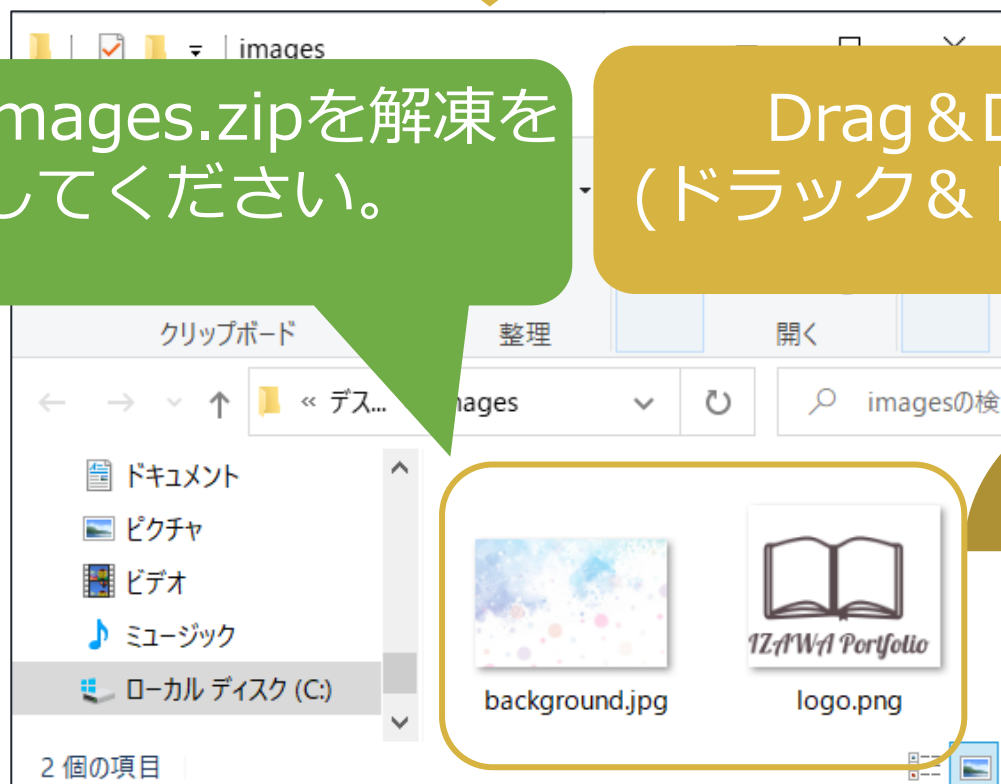 images
mages.zipを解凍を
してください。
Drag＆D
(ドラック&
クリップボード
整理
開く
« デス...
ages
imagesの検
ドキュメント
ピクチャ
ビデオ
ミュージック
ローカル ディスク (C:)
IZAWA Portfolio
background.jpg
logo.png
2 個の項目